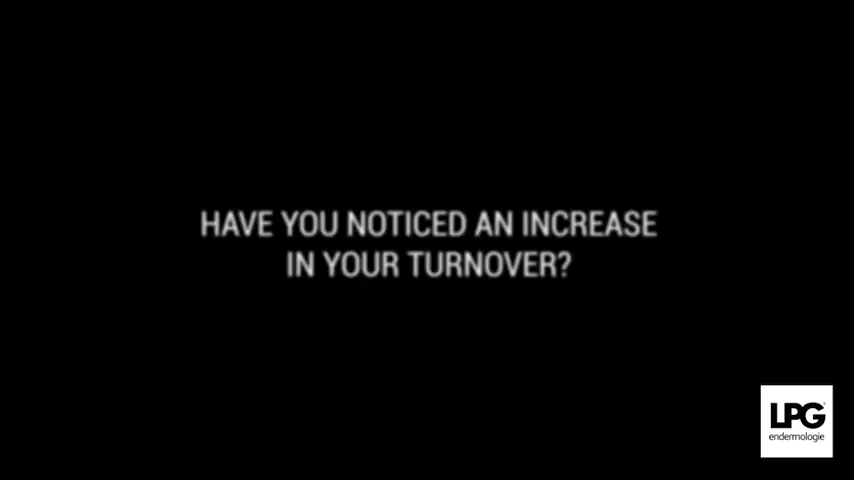 HAVE YOU NOTICED AN INCREASE
IN YOUR TURNOVER?
LPG
endermologie